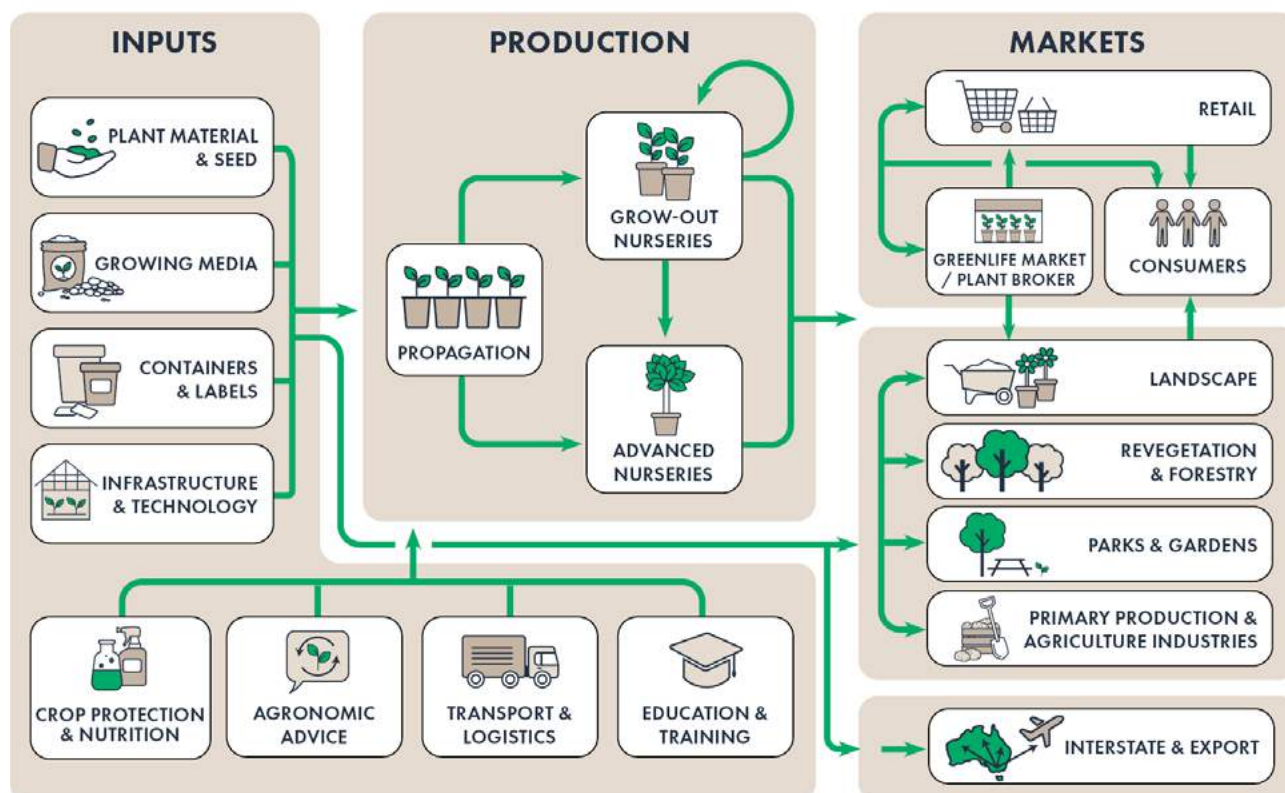 INPUTS
PLANT MATERIAL
& SEED
GROWING MEDIA
CONTAINERS
& LABELS
INFRASTRUCTURE
& TECHNOLOGY
CROP PROTECTION
& NUTRITION
AGRONOMIC
ADVICE
TRANSPORT &
LOGISTICS
EDUCATION &
TRAINING
PRODUCTION
PROPAGATION
GROW-OUT
NURSERIES
ADVANCED
NURSERIES
MARKETS
RETAIL
GREENLIFE MARKET
/ PLANT BROKER
CONSUMERS
LANDSCAPE
REVEGETATION
& FORESTRY
PARKS & GARDENS
PRIMARY PRODUCTION &
AGRICULTURE INDUSTRIES
INTERSTATE & EXPORT